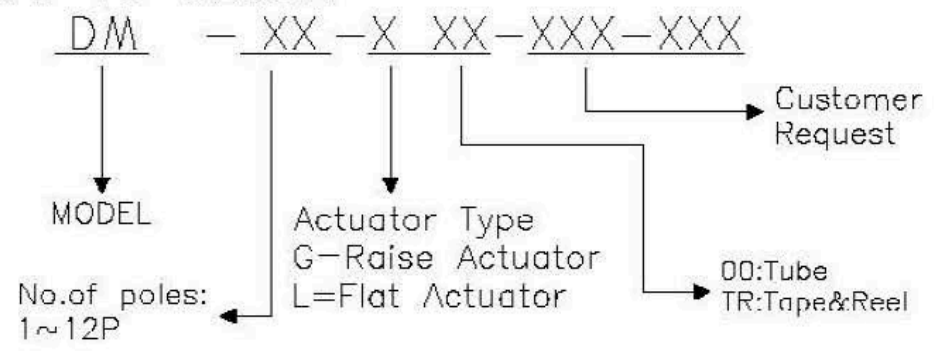 DM - XX-X XX-XXX-XXX
Customer
Request
MODEL
Actuator Type
G-Raise Actuator
L=Flat Actuator
00:Tube
TR:Tape&Reel
No.of poles:
1~12P